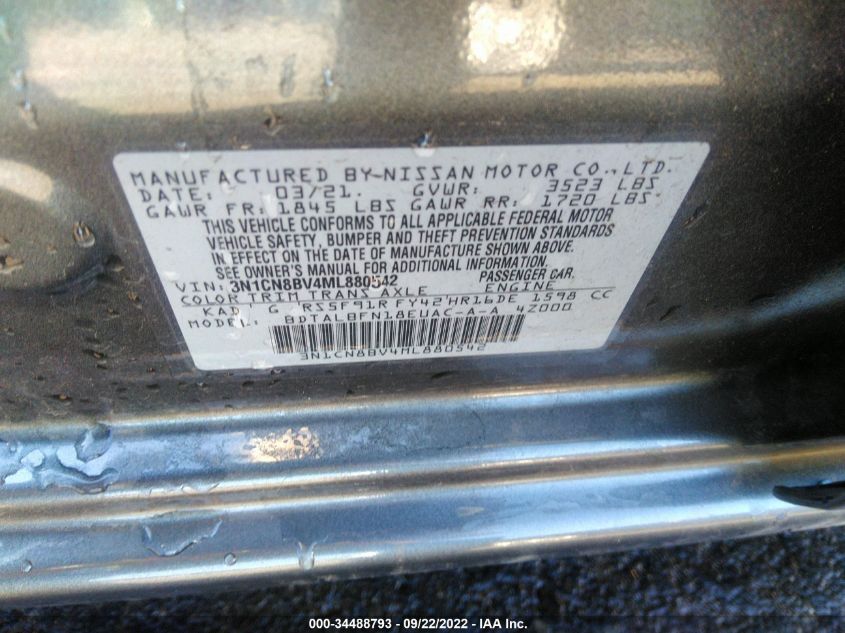 MANUFACTURED BY NISSAN MOTOR CO., LTD.
DATE: 03/21. GVWR: 3523 LBS
GAWR FR: 1845 LBS GAWR RR: 1720 LBS.
THIS VEHICLE CONFORMS TO ALL APPLICABLE FEDERAL MOTOR
VEHICLE SAFETY, BUMPER AND THEFT PREVENTION STANDARDS
IN EFFECT ON THE DATE OF MANUFACTURE SHOWN ABOVE.
SEE OWNER'S MANUAL FOR ADDITIONAL INFORMATION.
VIN: 3N1CN8BV4ML880542 PASSENGER CAR.
COLOR TRIM TRANS AXLE ENGINE
KAD G RS5F91R FY42 HR16DE 1598 CC
MODEL: BDTALBFN18EUAC-A-A 4Z000
3N1CN8BV4ML880542
000-34488793 - 09/22/2022 - IAA Inc.